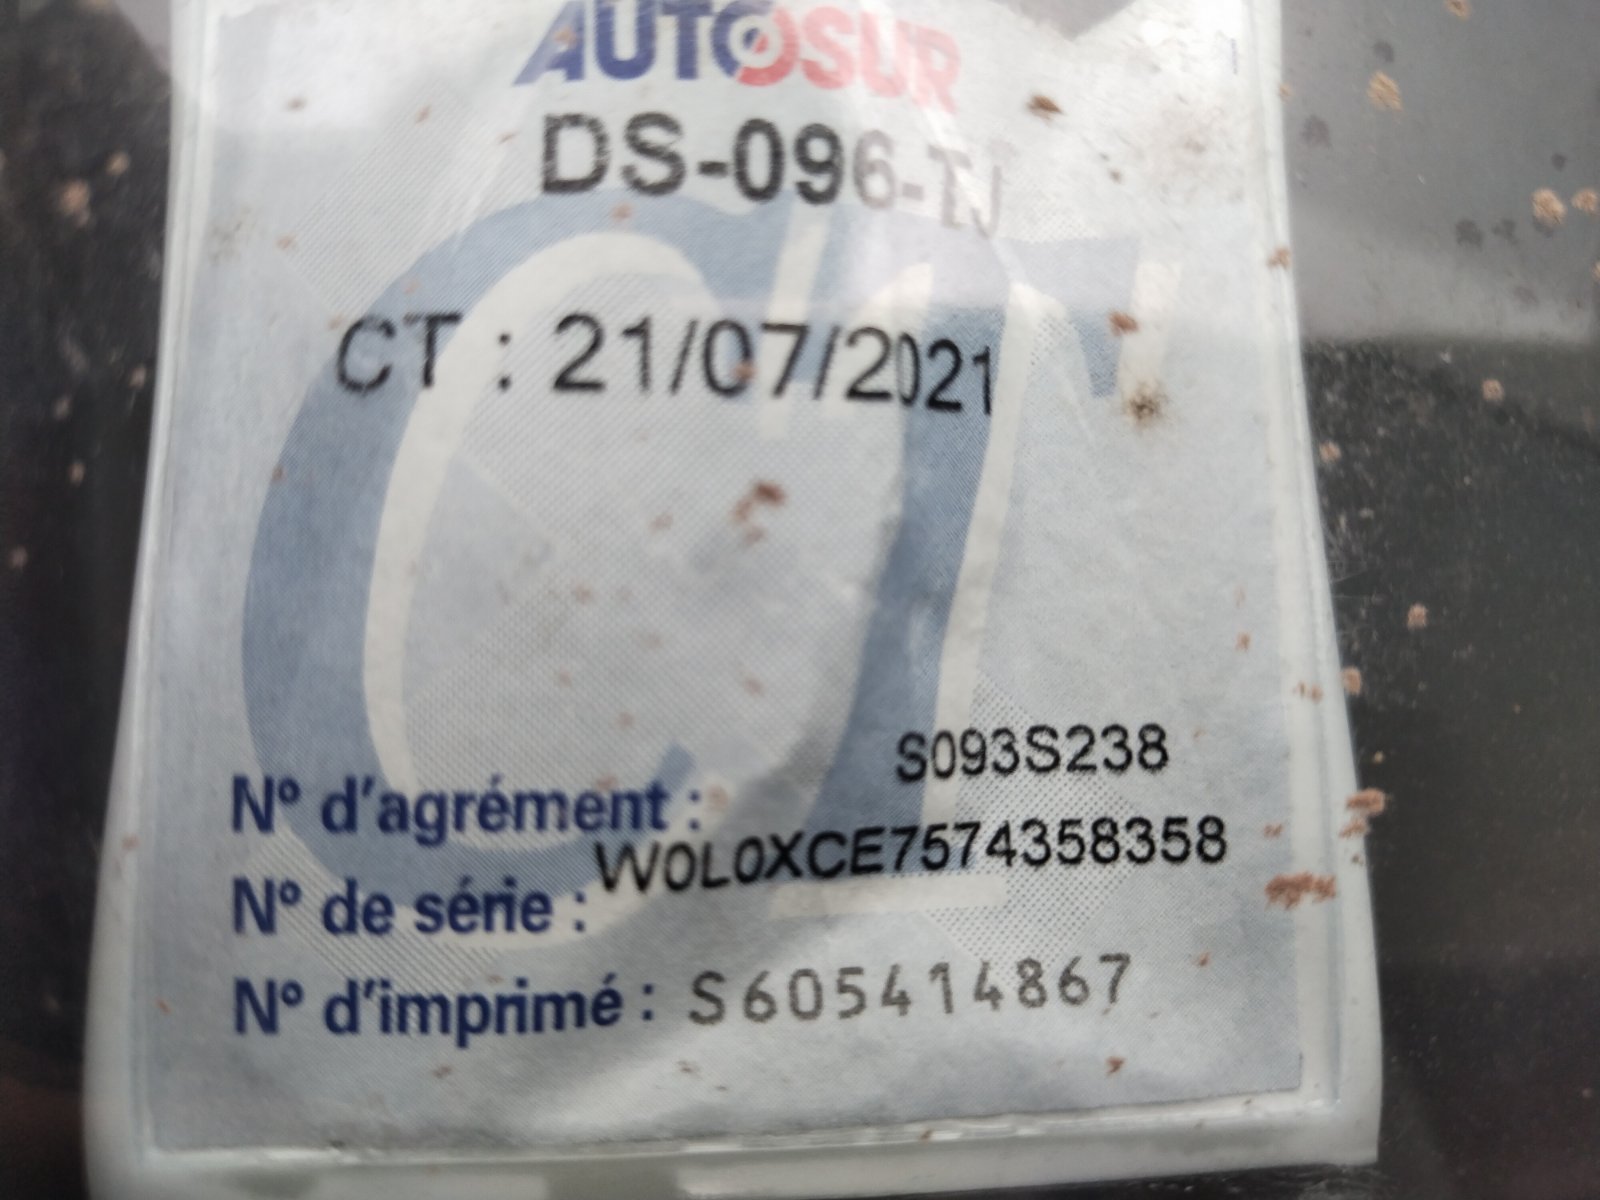 AUTOSUR
DS-096-TJ
CT : 21/07/2021
N° d'agrément : S093S238
N° de série : W0L0XCE7574358358
N° d'imprimé : S605414867